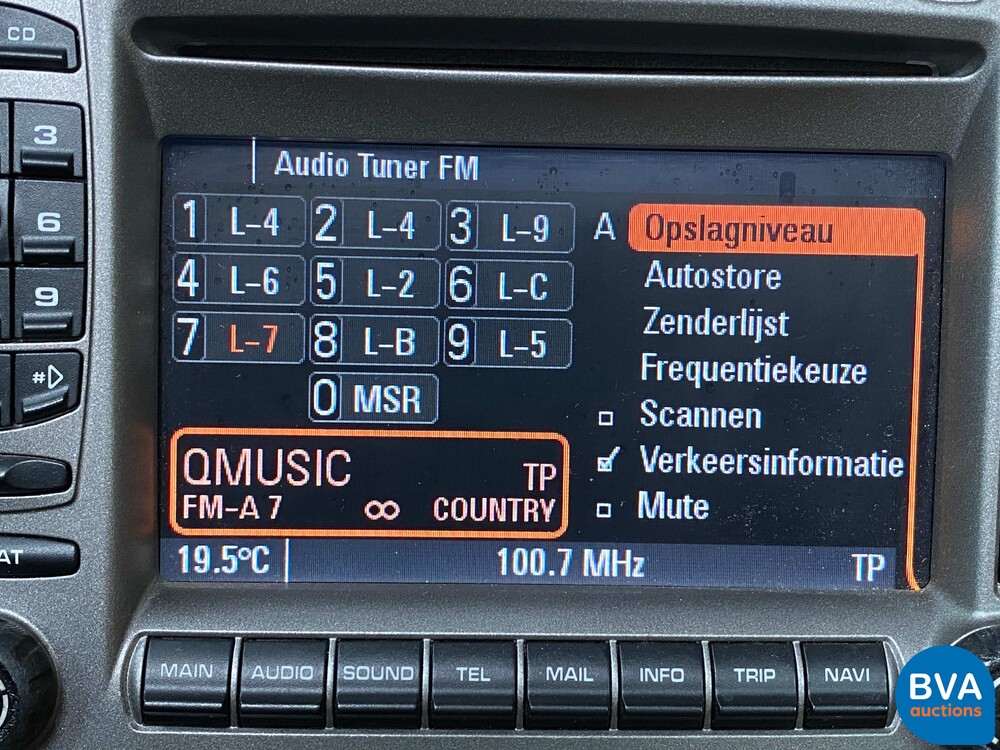 CD
3
6
9
#
AT
Audio Tuner FM
1 L-4 2 L-4 3 L-9
4 L-6 5 L-2 6 L-C
7 L-7 8 L-B 9 L-5
0 MSR
A Opslagniveau
Autostore
Zenderlijst
Frequentiekeuze
Scannen
Verkeersinformatie
Mute
QMUSIC TP
FM-A 7 ∞ COUNTRY
19.5°C 100.7 MHz TP
MAIN AUDIO SOUND TEL MAIL INFO TRIP NAVI
BVA
auctions